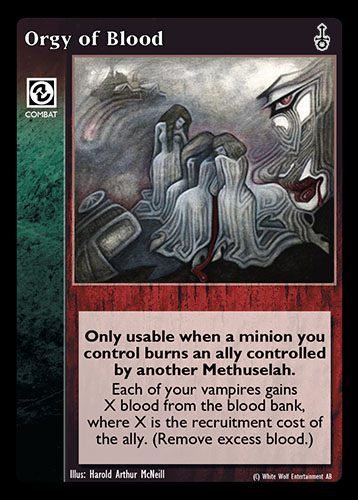 Orgy of Blood
COMBAT
Only usable when a minion you
control burns an ally controlled
by another Methuselah.
Each of your vampires gains
X blood from the blood bank,
where X is the recruitment cost of
the ally. (Remove excess blood.)
Illus: Harold Arthur McNeill
(C) White Wolf Entertainment AB